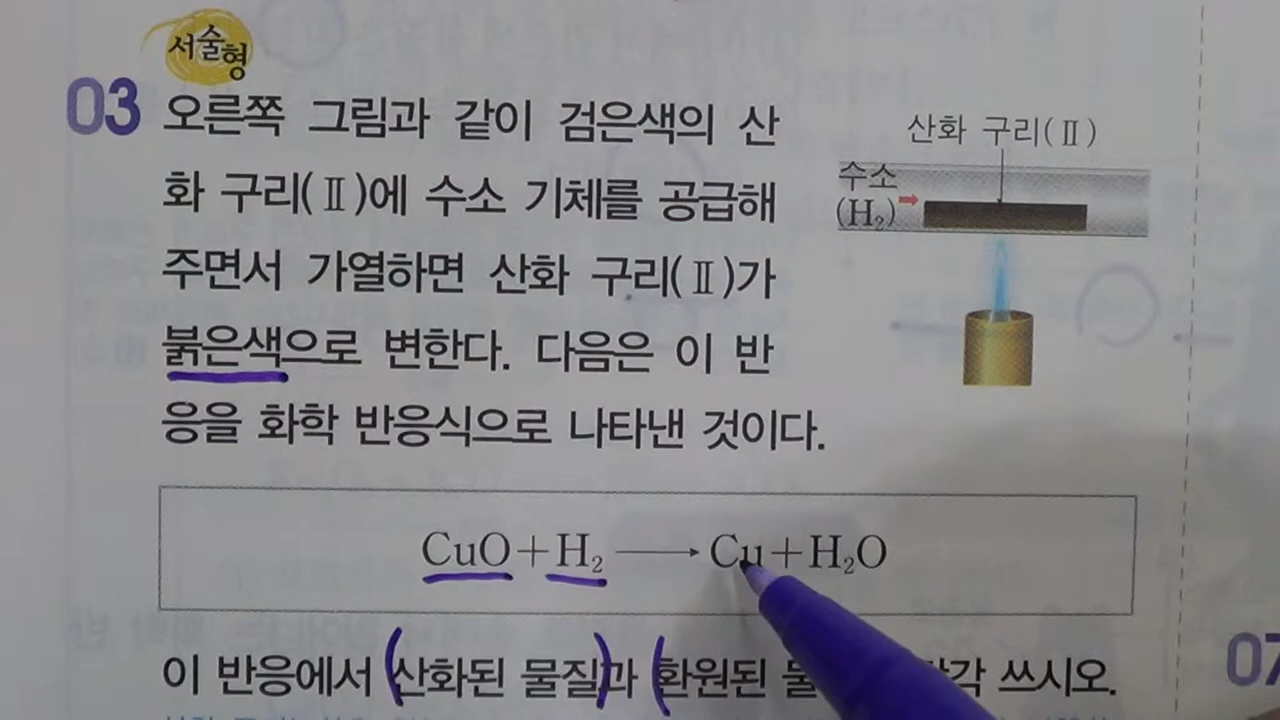 서술형
03 오른쪽 그림과 같이 검은색의 산
화 구리(Ⅱ)에 수소 기체를 공급해
주면서 가열하면 산화 구리(Ⅱ)가
붉은색으로 변한다. 다음은 이 반
응을 화학 반응식으로 나타낸 것이다.
산화 구리(Ⅱ)
수소
(H₂)
CuO+H₂ → Cu+H₂O
이 반응에서 (산화된 물질)과 (환원된 쓰시오.
07